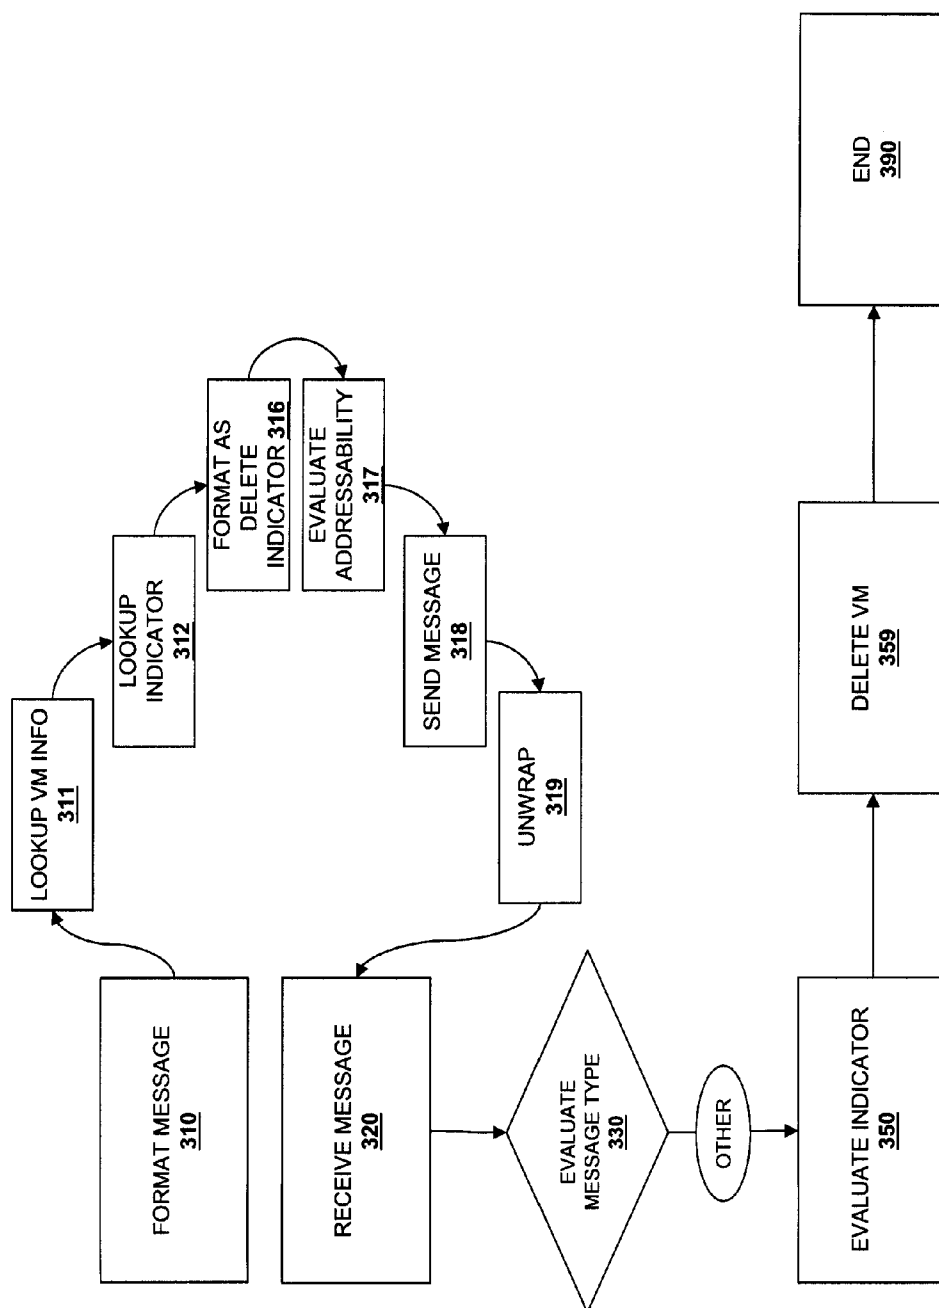 FORMAT MESSAGE
310
LOOKUP VM INFO
311
LOOKUP
INDICATOR
312
FORMAT AS
DELETE
INDICATOR 316
EVALUATE
ADDRESSABILITY
317
SEND MESSAGE
318
UNWRAP
319
RECEIVE MESSAGE
320
EVALUATE
MESSAGE TYPE
330
OTHER
EVALUATE INDICATOR
350
DELETE VM
359
END
390